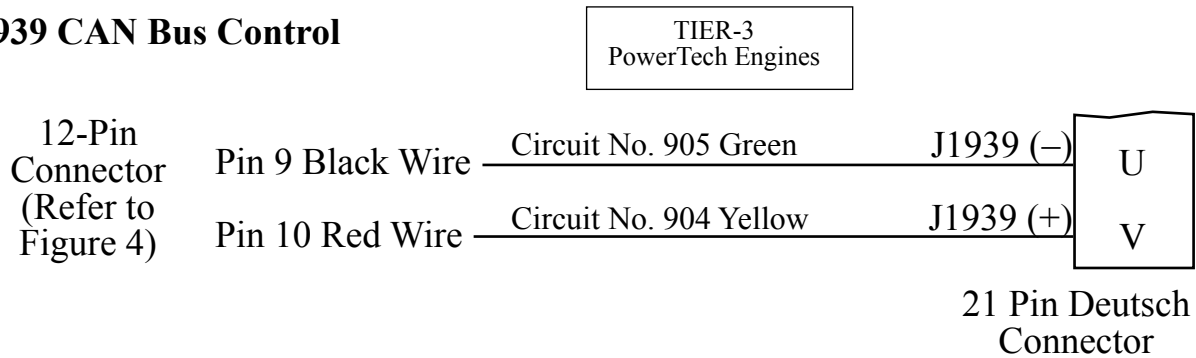 939 CAN Bus Control
TIER-3
PowerTech Engines
12-Pin
Connector
(Refer to
Figure 4)
Pin 9 Black Wire
Circuit No. 905 Green
J1939 (–)
U
Pin 10 Red Wire
Circuit No. 904 Yellow
J1939 (+)
V
21 Pin Deutsch
Connector